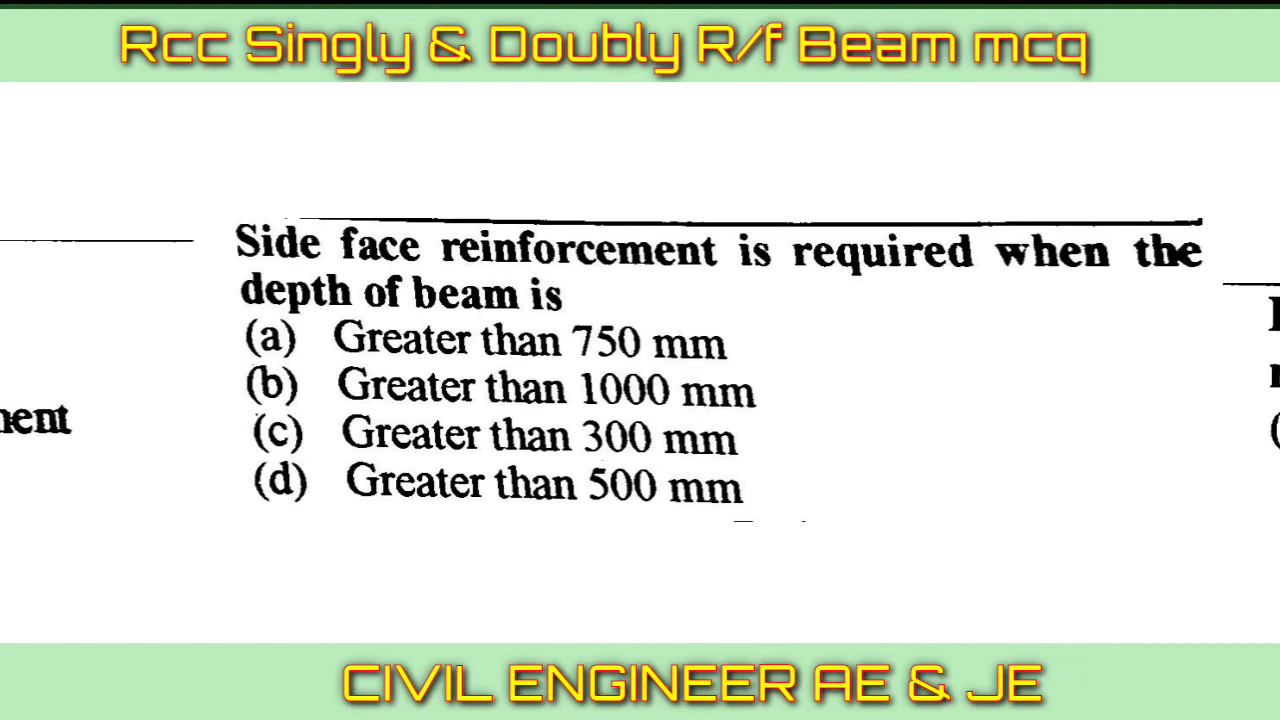 Rcc Singly & Doubly R/f Beam mcq
Side face reinforcement is required when the
depth of beam is
(a) Greater than 750 mm
(b) Greater than 1000 mm
(c) Greater than 300 mm
(d) Greater than 500 mm
CIVIL ENGINEER AE & JE